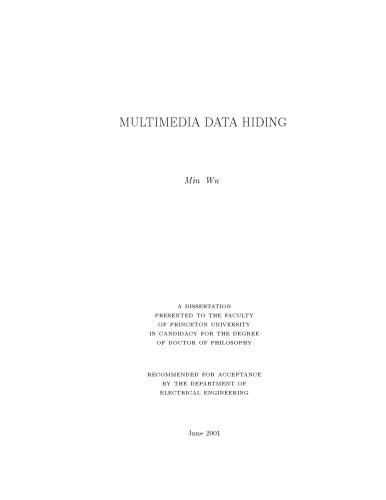 MULTIMEDIA DATA HIDING
Min Wu
A DISSERTATION
PRESENTED TO THE FACULTY
OF PRINCETON UNIVERSITY
IN CANDIDACY FOR THE DEGREE
OF DOCTOR OF PHILOSOPHY
RECOMMENDED FOR ACCEPTANCE
BY THE DEPARTMENT OF
ELECTRICAL ENGINEERING
June 2001